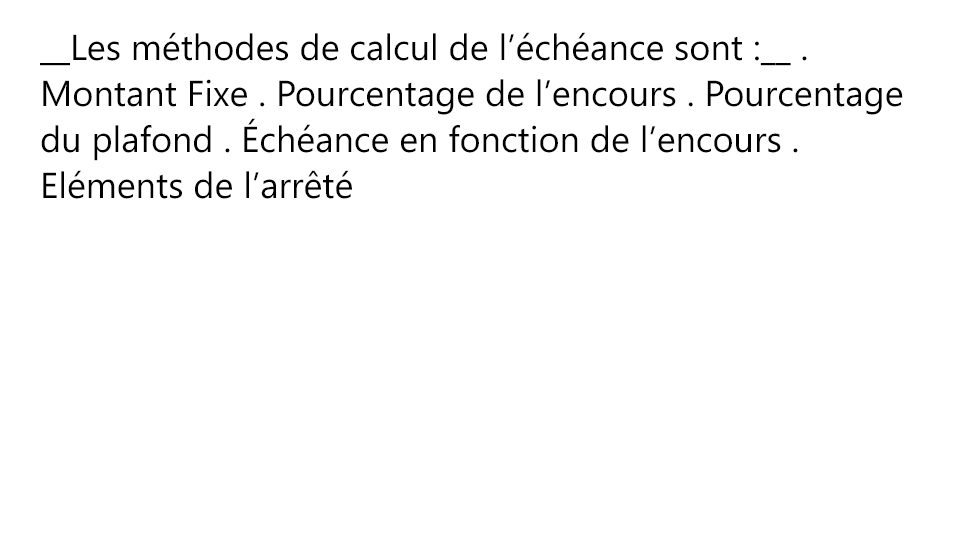 __Les méthodes de calcul de l’échéance sont :__ .
Montant Fixe . Pourcentage de l’encours . Pourcentage
du plafond . Échéance en fonction de l’encours .
Eléments de l’arrêté